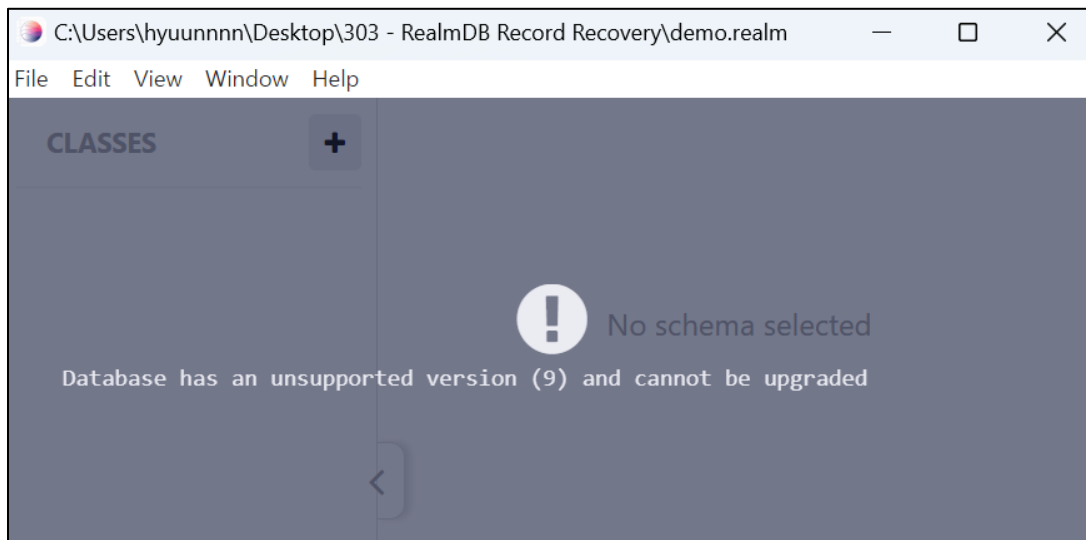 C:\Users\hyuunnnn\Desktop\303 - RealmDB Record Recovery\demo.realm
File Edit View Window Help
CLASSES
No schema selected
Database has an unsupported version (9) and cannot be upgraded